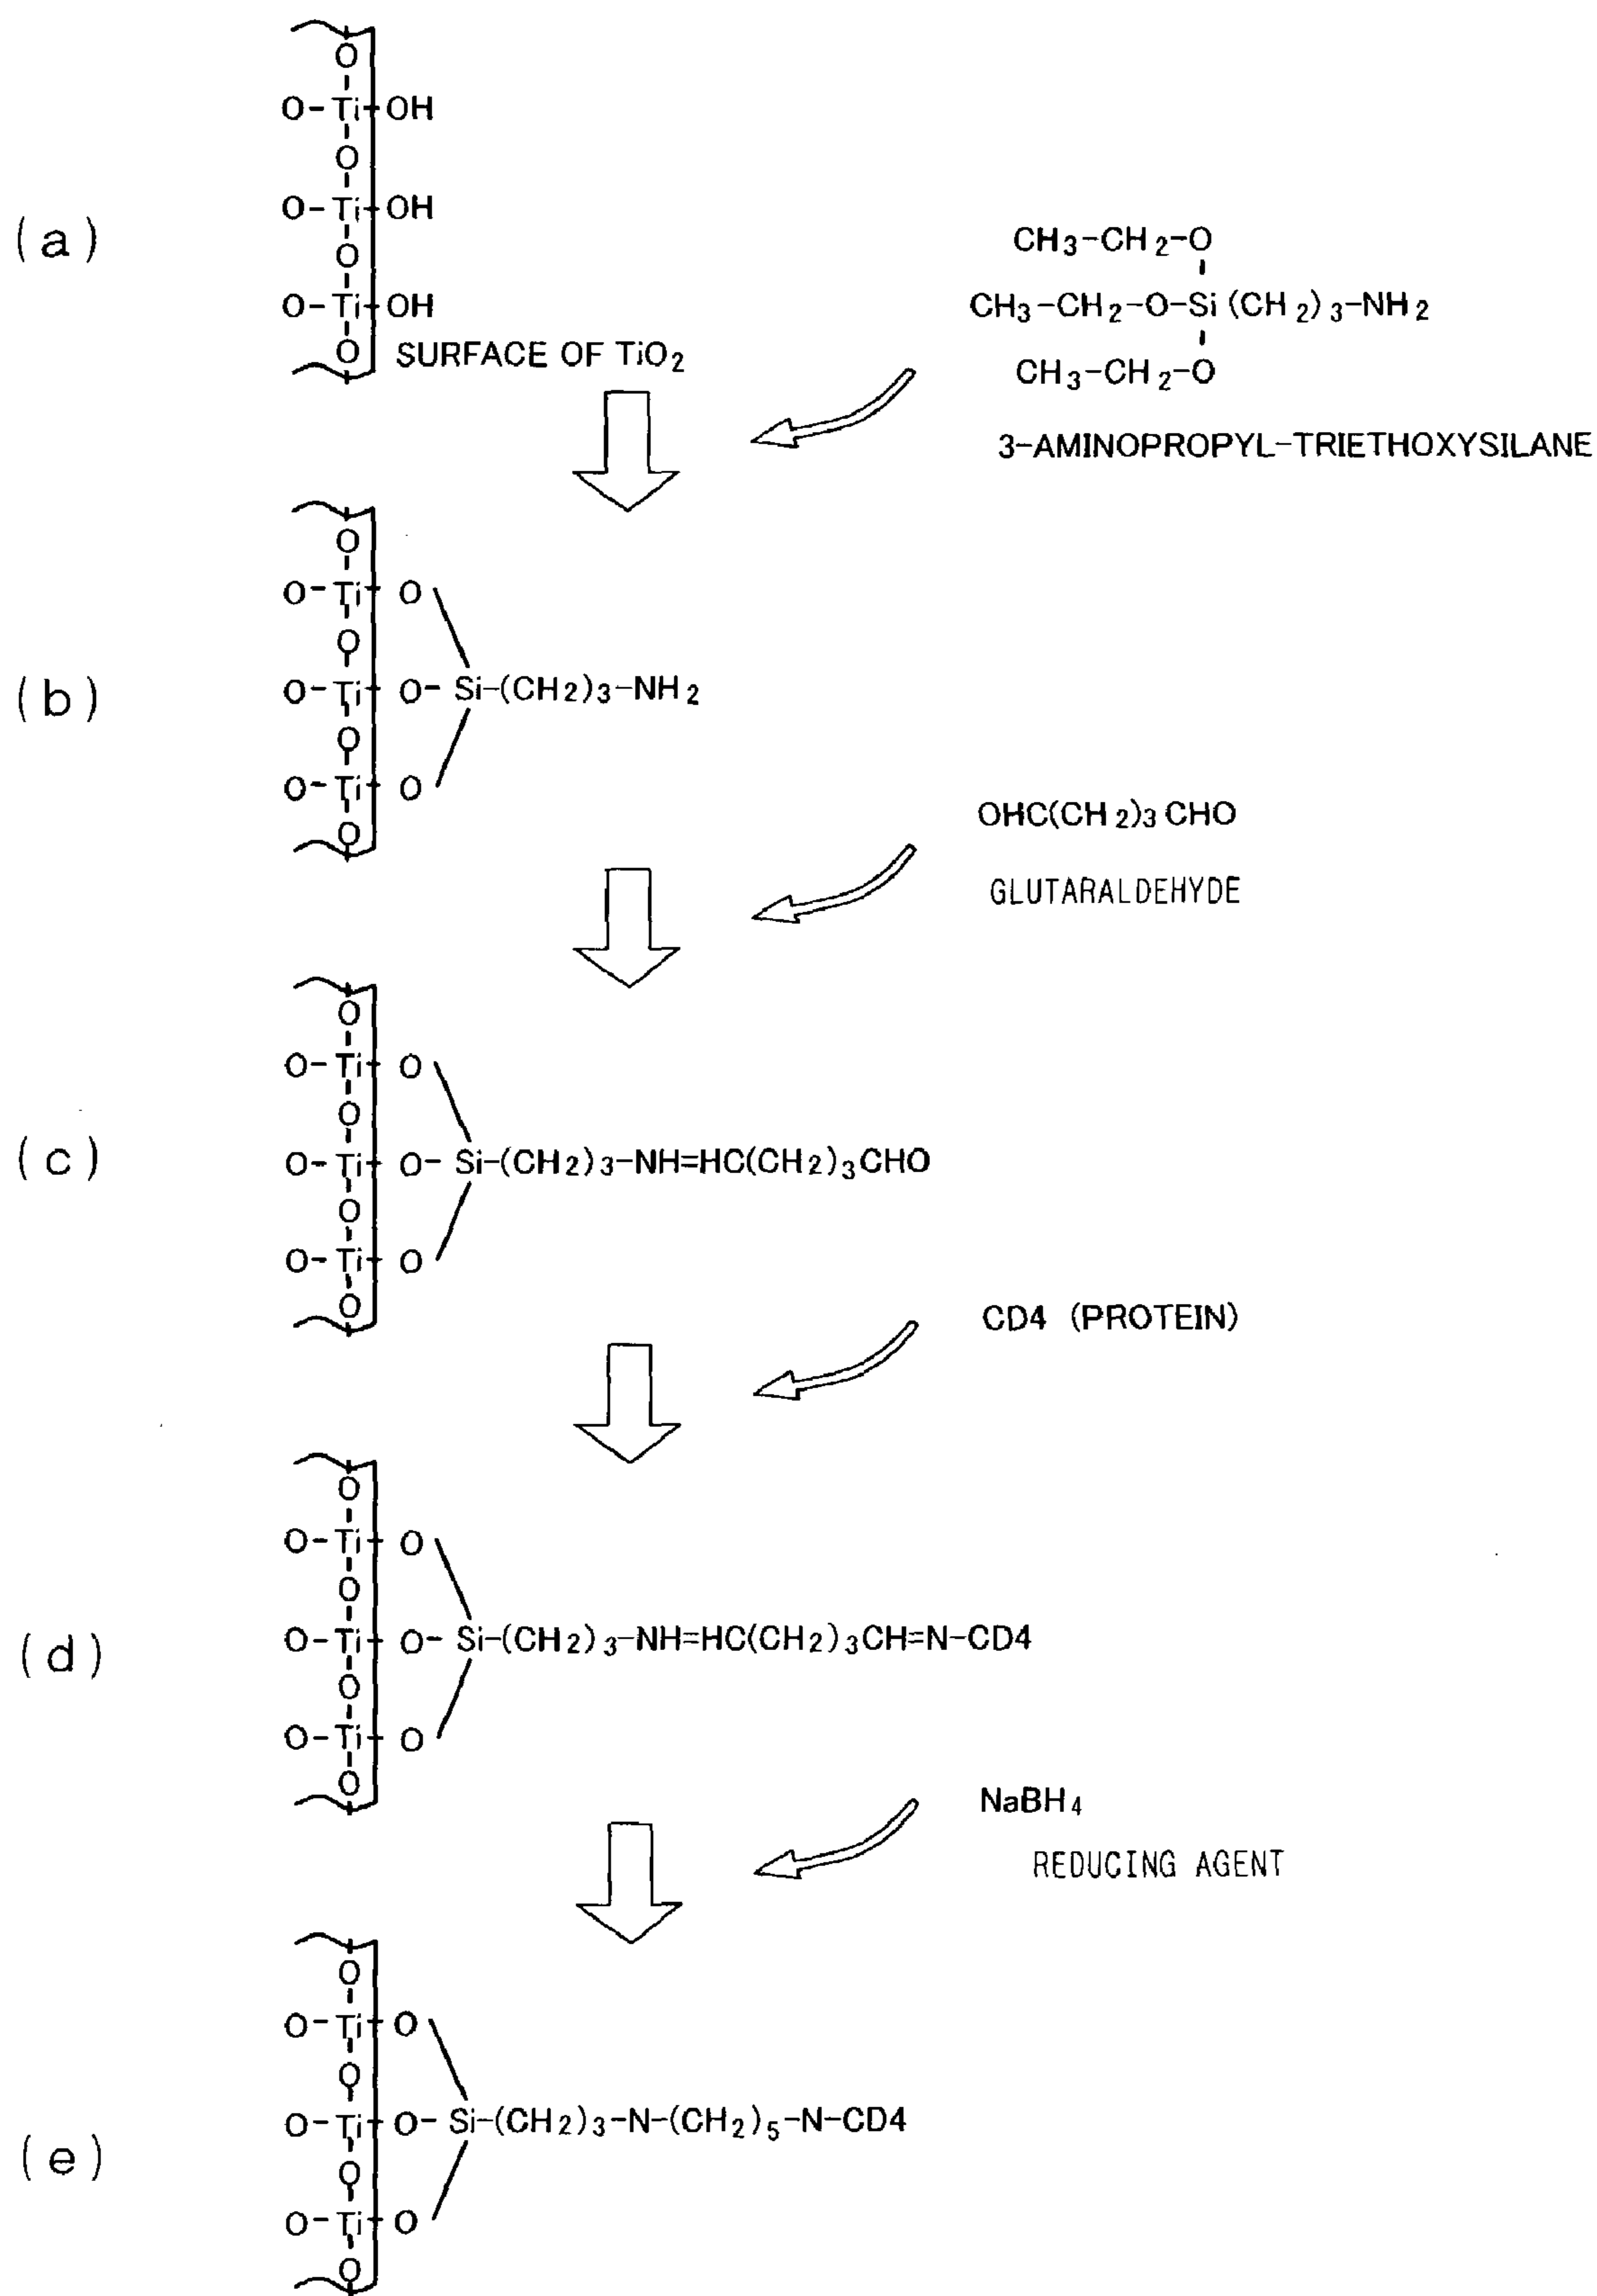 O
O-Ti-OH
O
O-Ti-OH
(a)
O
O-Ti-OH
O
SURFACE OF TiO2
CH3-CH2-O
CH3-CH2-O-Si(CH2)3-NH2
CH3-CH2-O
3-AMINOPROPYL-TRIETHOXYSILANE
O
O-Ti-O
O
(b)
O-Ti-O-Si-(CH2)3-NH2
O
O-Ti-O
O
OHC(CH2)3CHO
GLUTARALDEHYDE
O
O-Ti-O
O
(c)
O-Ti-O-Si-(CH2)3-NH=HC(CH2)3CHO
O
O-Ti-O
O
CD4 (PROTEIN)
O
O-Ti-O
O
(d)
O-Ti-O-Si-(CH2)3-NH=HC(CH2)3CH=N-CD4
O
O-Ti-O
O
NaBH4
REDUCING AGENT
O
O-Ti-O
O
O-Ti-O-Si-(CH2)3-N-(CH2)5-N-CD4
(e)
O
O-Ti-O
O